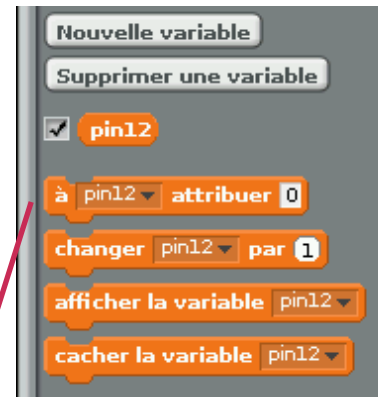 Nouvelle variable
Supprimer une variable
pin12
à pin12 attribuer 0
changer pin12 par 1
afficher la variable pin12
cacher la variable pin12